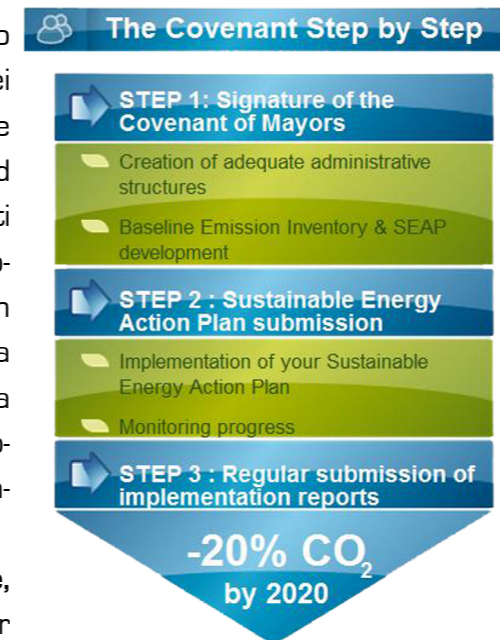 o
ei
e
d
ti
o-
n
a
a
o-
n-
e,
r
The Covenant Step by Step
STEP 1: Signature of the
Covenant of Mayors
Creation of adequate administrative
structures
Baseline Emission Inventory & SEAP
development
STEP 2 : Sustainable Energy
Action Plan submission
Implementation of your Sustainable
Energy Action Plan
Monitoring progress
STEP 3 : Regular submission of
implementation reports
-20% CO2
by 2020